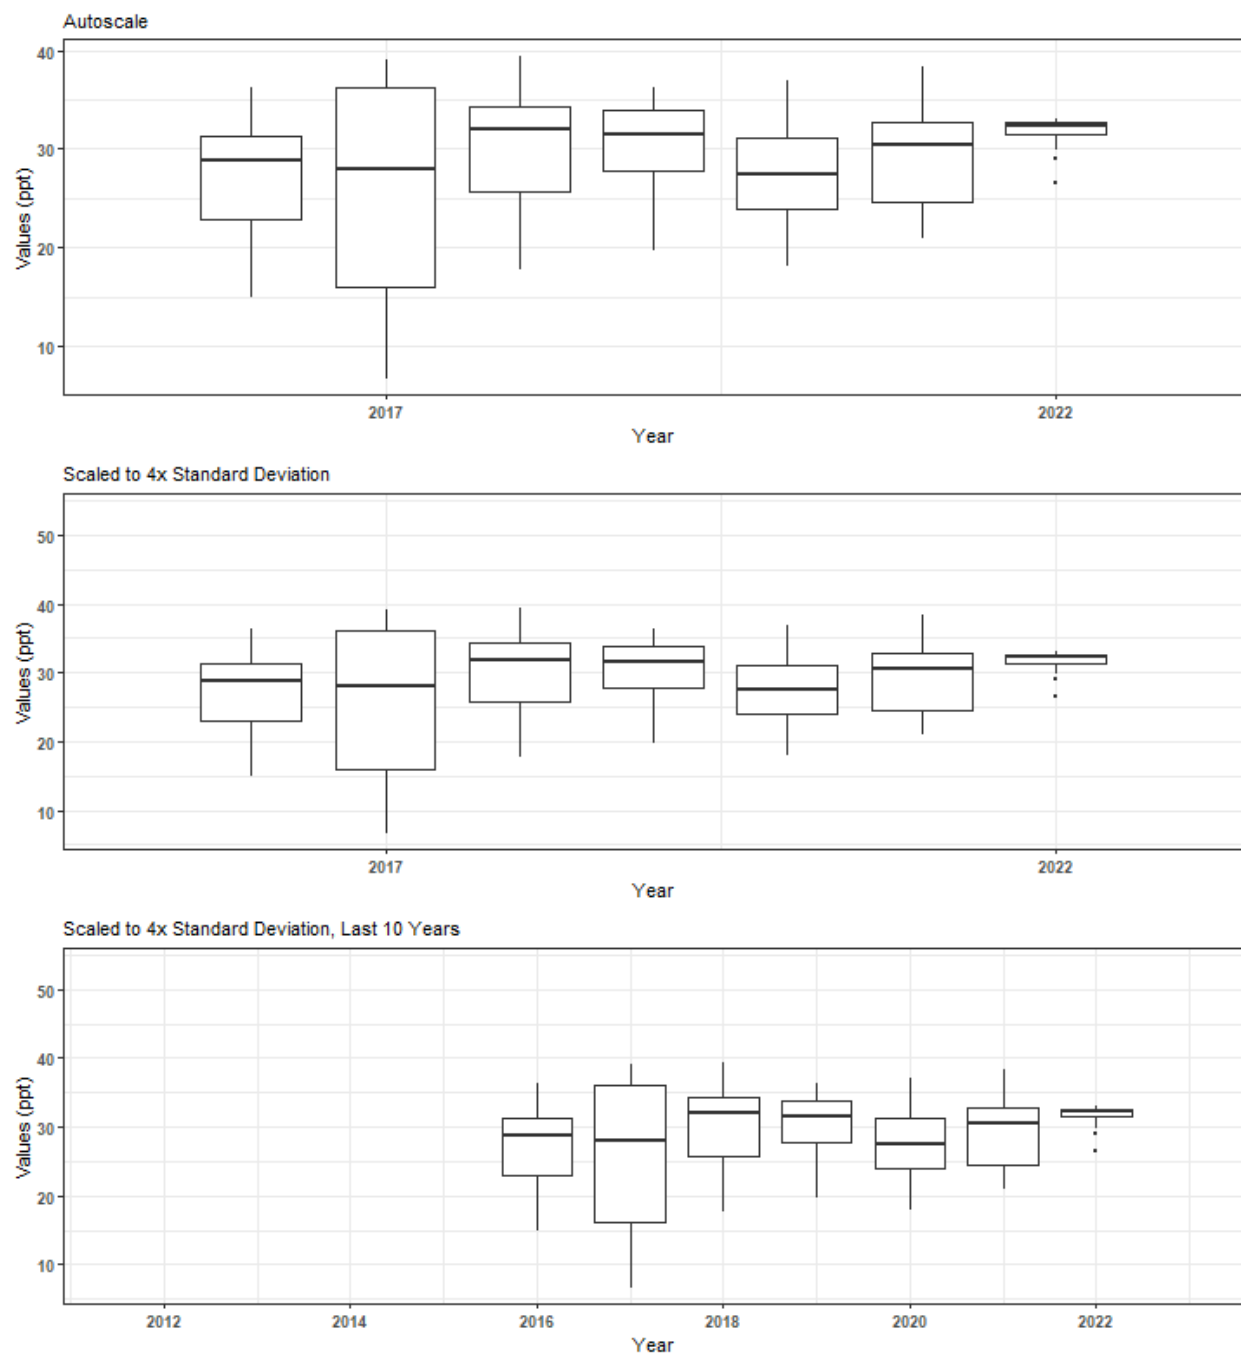 Autoscale
40
30
20
10
Values (ppt)
2017 2022
Year
Scaled to 4x Standard Deviation
50
40
30
20
10
Values (ppt)
2017 2022
Year
Scaled to 4x Standard Deviation, Last 10 Years
50
40
30
20
10
Values (ppt)
2012 2014 2016 2018 2020 2022
Year